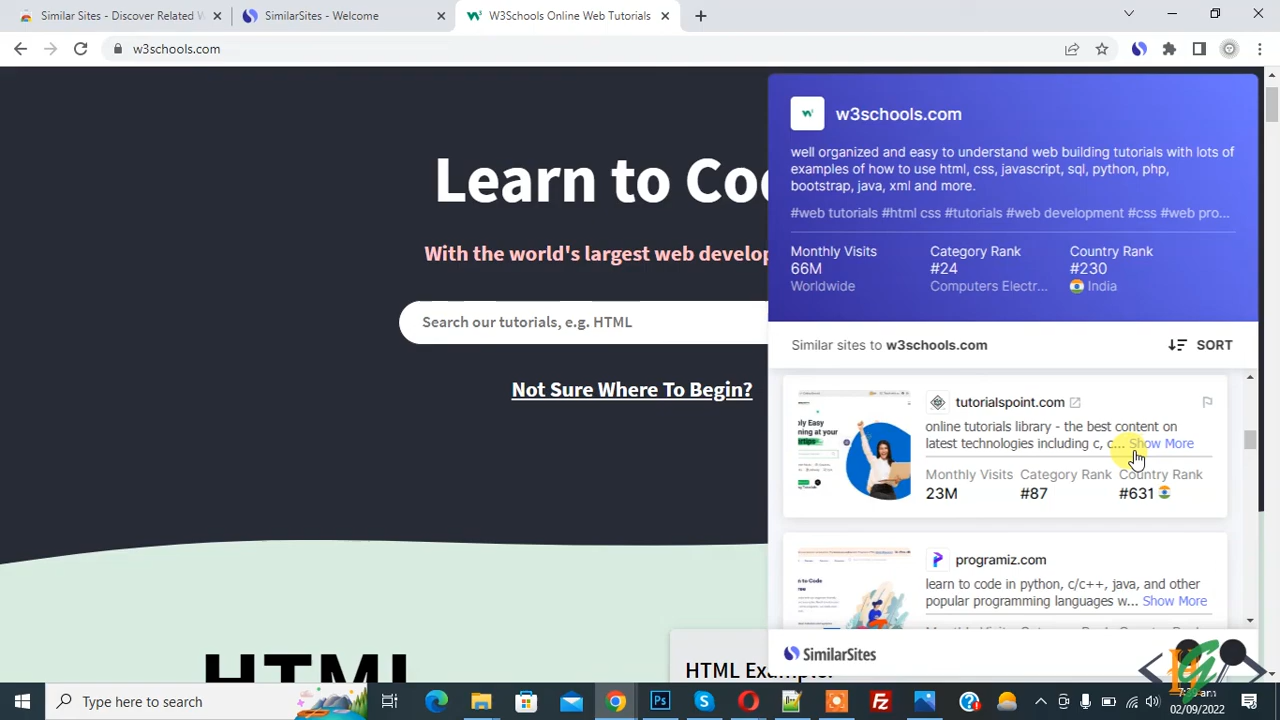 Similar Sites - Discover Related W
SimilarSites - Welcome
W3Schools Online Web Tutorials
w3schools.com
Learn to Co
With the world's largest web develop
Search our tutorials, e.g. HTML
Not Sure Where To Begin?
HTML
HTML Example:
w3schools.com
well organized and easy to understand web building tutorials with lots of
examples of how to use html, css, javascript, sql, python, php,
bootstrap, java, xml and more.
#web tutorials #html css #tutorials #web development #css #web pro...
Monthly Visits Category Rank Country Rank
66M #24 #230
Worldwide Computers Electr... India
Similar sites to w3schools.com
SORT
tutorialspoint.com
online tutorials library - the best content on
latest technologies including c, c... Show More
Monthly Visits Category Rank Country Rank
23M #87 #631
programiz.com
learn to code in python, c/c++, java, and other
popular programming languages w... Show More
SimilarSites
Type here to search
02/09/2022